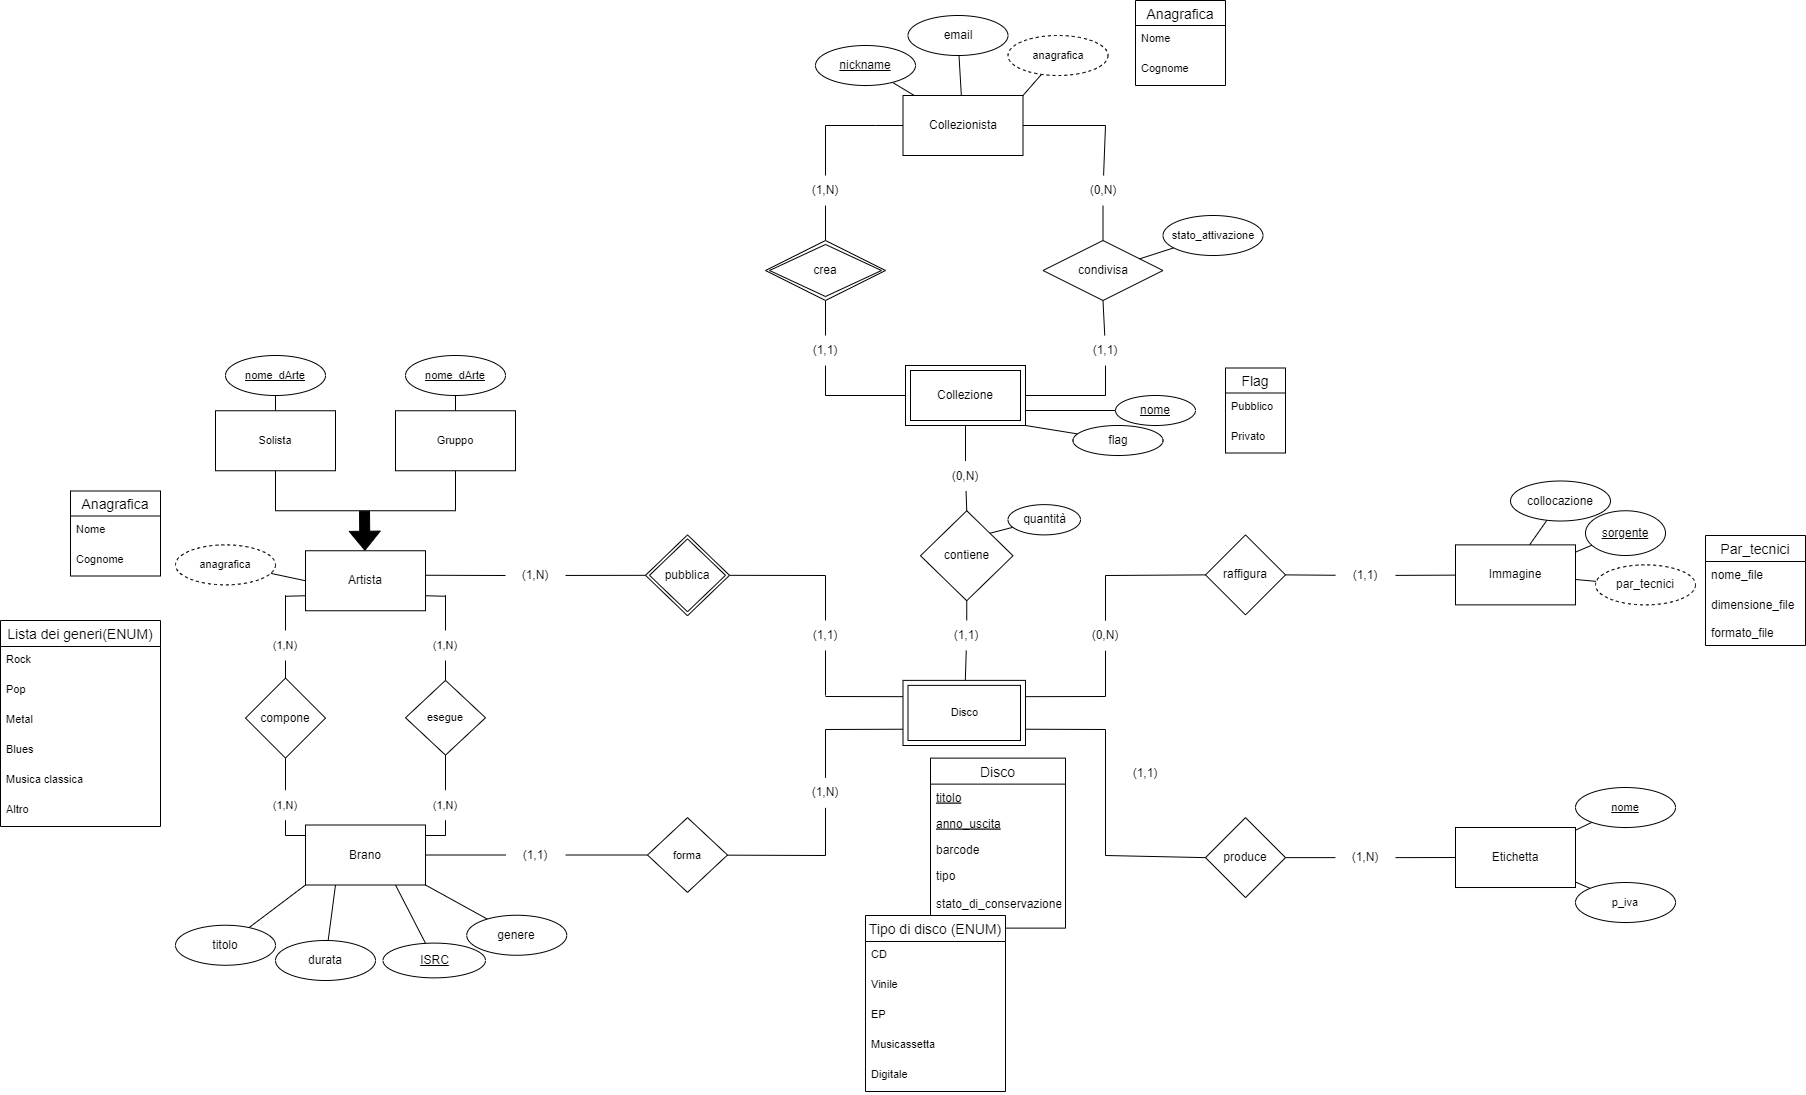 Anagrafica
Nome
Cognome
email
nickname
anagrafica
Collezionista
(1,N)
(0,N)
stato_attivazione
crea
condivisa
(1,1)
(1,1)
nome_dArte
nome_dArte
Collezione
Flag
Pubblico
Privato
nome
flag
Solista
Gruppo
(0,N)
Anagrafica
Nome
Cognome
quantità
collocazione
sorgente
contiene
anagrafica
Artista
(1,N)
pubblica
raffigura
(1,1)
Immagine
par_tecnici
Par_tecnici
nome_file
dimensione_file
formato_file
Lista dei generi(ENUM)
Rock
Pop
Metal
Blues
Musica classica
Altro
(1,N)
(1,N)
(1,1)
(1,1)
(0,N)
compone
esegue
Disco
(1,N)
(1,N)
(1,N)
(1,1)
Disco
titolo
anno_uscita
barcode
tipo
stato_di_conservazione
nome
Brano
(1,1)
forma
produce
(1,N)
Etichetta
p_iva
titolo
durata
ISRC
genere
Tipo di disco (ENUM)
CD
Vinile
EP
Musicassetta
Digitale